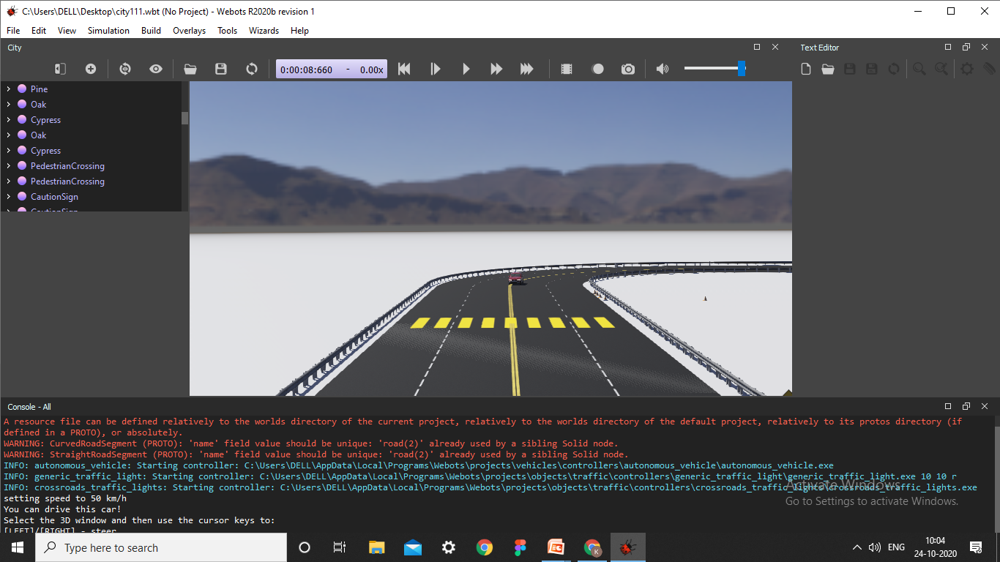 C:\Users\DELL\Desktop\city111.wbt (No Project) - Webots R2020b revision 1
File Edit View Simulation Build Overlays Tools Wizards Help
City
Text Editor
0:00:08:660 - 0.00x
Pine
Oak
Cypress
Oak
Cypress
PedestrianCrossing
PedestrianCrossing
CautionSign
CautionSign
Console - All
A resource file can be defined relatively to the worlds directory of the current project, relatively to the worlds directory of the default project, relatively to its protos directory (if
defined in a PROTO), or absolutely.
WARNING: CurvedRoadSegment (PROTO): 'name' field value should be unique: 'road(2)' already used by a sibling Solid node.
WARNING: StraightRoadSegment (PROTO): 'name' field value should be unique: 'road(2)' already used by a sibling Solid node.
INFO: autonomous_vehicle: Starting controller: C:\Users\DELL\AppData\Local\Programs\Webots\projects\vehicles\controllers\autonomous_vehicle\autonomous_vehicle.exe
INFO: generic_traffic_light: Starting controller: C:\Users\DELL\AppData\Local\Programs\Webots\projects\objects\traffic\controllers\generic_traffic_light\generic_traffic_light.exe 10 10 r
INFO: crossroads_traffic_lights: Starting controller: C:\Users\DELL\AppData\Local\Programs\Webots\projects\objects\traffic\controllers\crossroads_traffic_lights\crossroads_traffic_lights.exe
setting speed to 50 km/h
You can drive this car!
Select the 3D window and then use the cursor keys to:
[LEFT]/[RIGHT] - steer
Activate Windows
Go to Settings to activate Windows.
Type here to search
K
ENG
10:04
24-10-2020